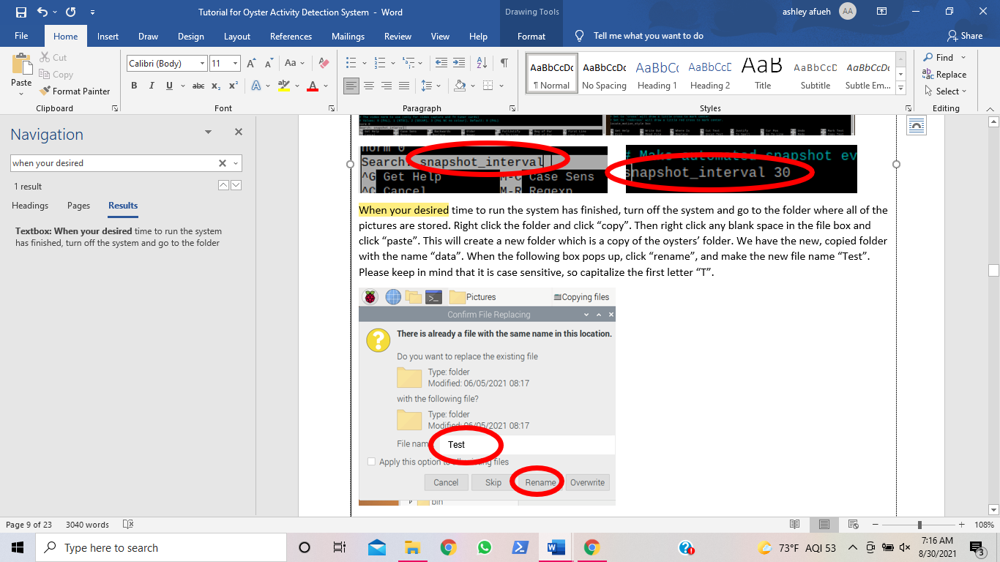 Tutorial for Oyster Activity Detection System - Word
Drawing Tools
ashley afueh
AA
File Home Insert Draw Design Layout References Mailings Review View Help Format Tell me what you want to do Share
Paste
Cut
Copy
Format Painter
Clipboard
Calibri (Body) 11
Font
Paragraph
AaBbCcDc ¶ Normal
AaBbCcDc No Spacing
AaBbCc Heading 1
AaBbCcE Heading 2
AaB Title
AaBbCcD Subtitle
AaBbCcDc Subtle Em...
Styles
Find
Replace
Select
Editing
Navigation
when your desired
1 result
Headings Pages Results
Textbox: When your desired time to run the system
has finished, turn off the system and go to the folder
norm 0
Search: snapshot_interval
^G Get Help M-C Case Sens
^C Cancel M-R Regexp
# Make automated snapshot ev
snapshot_interval 30
When your desired time to run the system has finished, turn off the system and go to the folder where all of the
pictures are stored. Right click the folder and click “copy”. Then right click any blank space in the file box and
click “paste”. This will create a new folder which is a copy of the oysters’ folder. We have the new, copied folder
with the name “data”. When the following box pops up, click “rename”, and make the new file name “Test”.
Please keep in mind that it is case sensitive, so capitalize the first letter “T”.
Pictures Copying files
Confirm File Replacing
There is already a file with the same name in this location.
Do you want to replace the existing file
Type: folder
Modified: 06/05/2021 08:17
with the following file?
Type: folder
Modified: 06/05/2021 08:17
File name Test
Apply this option to all existing files
Cancel Skip Rename Overwrite
bin
Page 9 of 23 3040 words
108%
Type here to search
73°F AQI 53
7:16 AM
8/30/2021
3